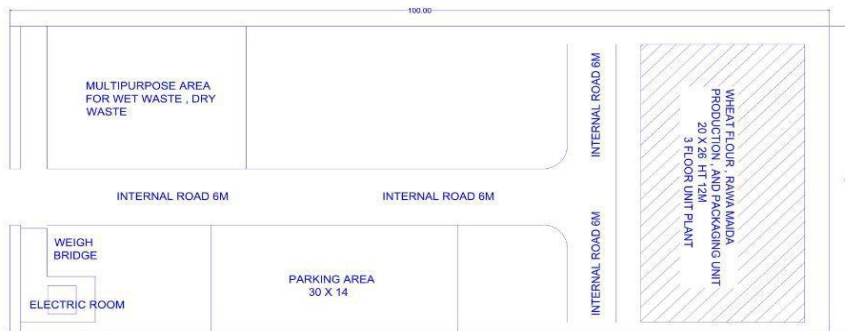 100.00
MULTIPURPOSE AREA
FOR WET WASTE , DRY
WASTE
INTERNAL ROAD 6M
WHEAT FLOUR , RAWA MAIDA
PRODUCTION , AND PACKAGING UNIT
20 X 26 HT 12M
3 FLOOR UNIT PLANT
INTERNAL ROAD 6M
INTERNAL ROAD 6M
INTERNAL ROAD 6M
WEIGH
BRIDGE
PARKING AREA
30 X 14
ELECTRIC ROOM